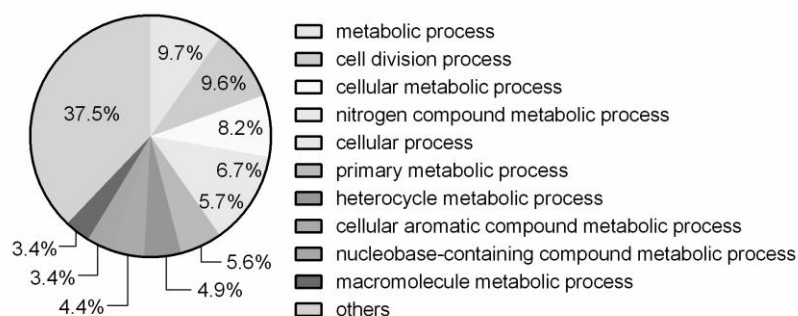 9.7%
9.6%
8.2%
6.7%
5.7%
5.6%
4.9%
4.4%
3.4%
3.4%
37.5%
metabolic process
cell division process
cellular metabolic process
nitrogen compound metabolic process
cellular process
primary metabolic process
heterocycle metabolic process
cellular aromatic compound metabolic process
nucleobase-containing compound metabolic process
macromolecule metabolic process
others